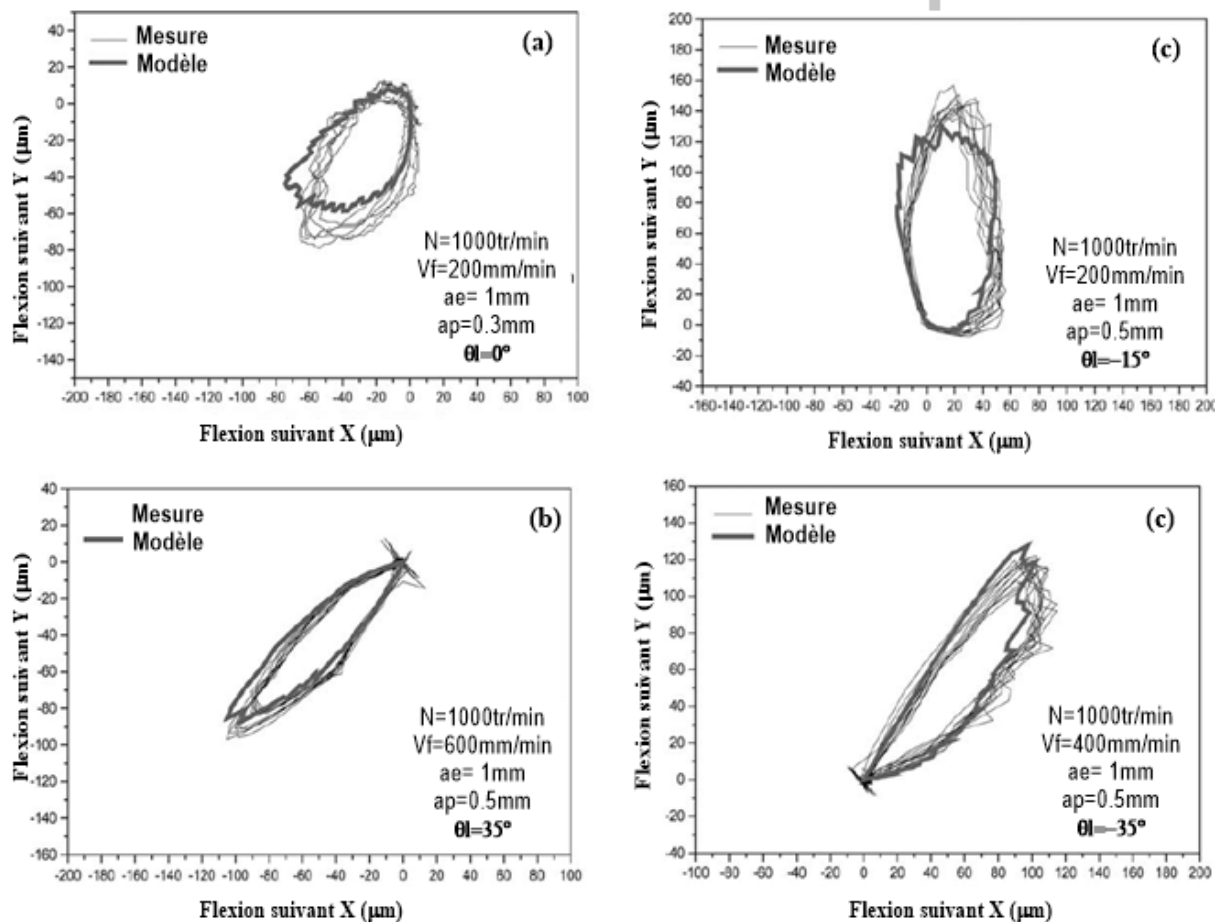 Mesure
Modèle
(a)
40
20
0
-20
-40
-60
-80
-100
-120
-140
Flexion suivant Y (µm)
N=1000tr/min
Vf=200mm/min
ae= 1mm
ap=0.3mm
θl=0°
-200 -180 -160 -140 -120 -100 -80 -60 -40 -20 0 20 40 60 80 100
Flexion suivant X (µm)
Mesure
Modèle
(c)
200
180
160
140
120
100
80
60
40
20
0
-20
-40
Flexion suivant Y (µm)
N=1000tr/min
Vf=200mm/min
ae= 1mm
ap=0.5mm
θl=-15°
-160 -140 -120 -100 -80 -60 -40 -20 0 20 40 60 80 100 120 140 160 180 200
Flexion suivant X (µm)
Mesure
Modèle
(b)
40
20
0
-20
-40
-60
-80
-100
-120
-140
-160
Flexion suivant Y (µm)
N=1000tr/min
Vf=600mm/min
ae= 1mm
ap=0.5mm
θl=35°
-200 -180 -160 -140 -120 -100 -80 -60 -40 -20 0 20 40 60 80 100
Flexion suivant X (µm)
Mesure
Modèle
(c)
160
140
120
100
80
60
40
20
0
-20
-40
Flexion suivant Y (µm)
N=1000tr/min
Vf=400mm/min
ae= 1mm
ap=0.5mm
θl=-35°
-100 -80 -60 -40 -20 0 20 40 60 80 100 120 140 160 180 200
Flexion suivant X (µm)